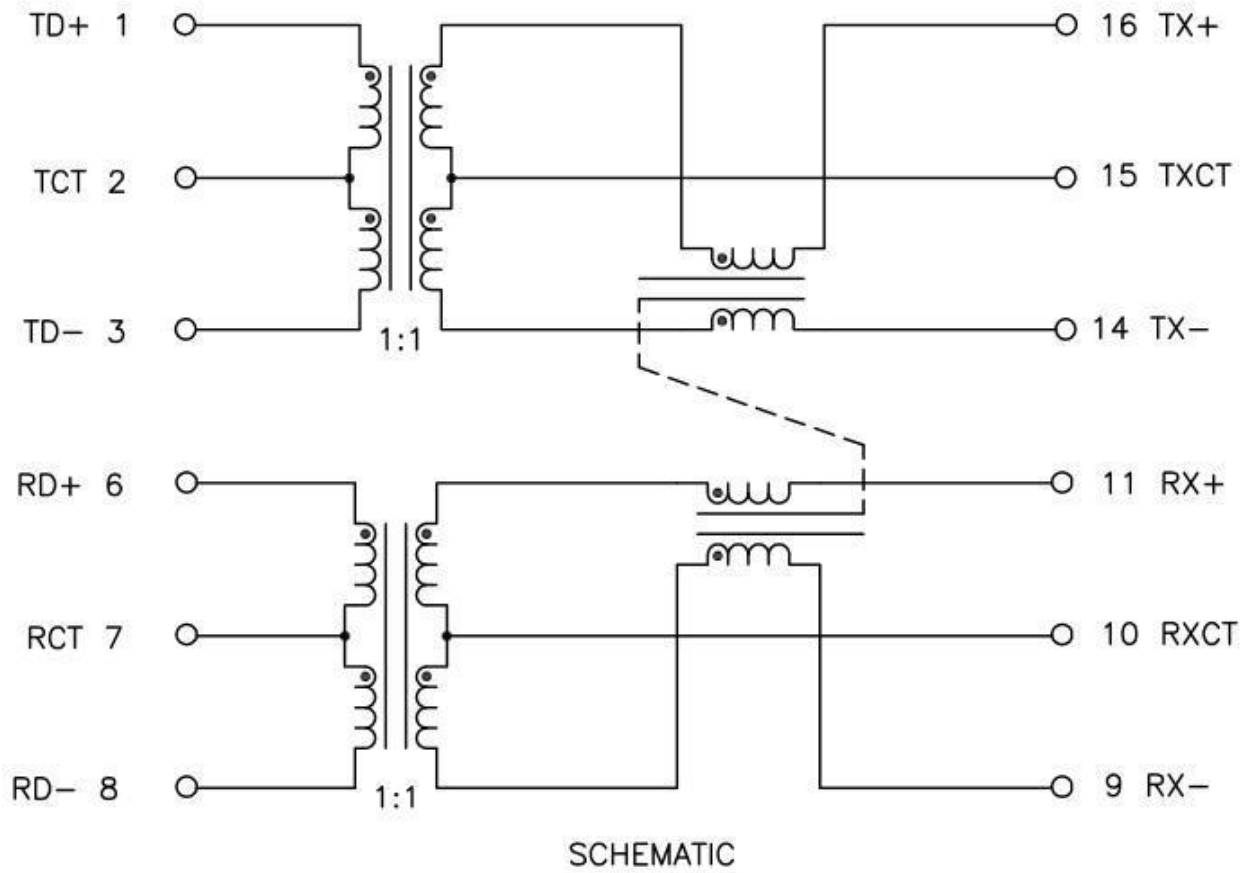 TD+ 1
16 TX+
TCT 2
15 TXCT
TD- 3
1:1
14 TX-
RD+ 6
11 RX+
RCT 7
10 RXCT
RD- 8
1:1
9 RX-
SCHEMATIC